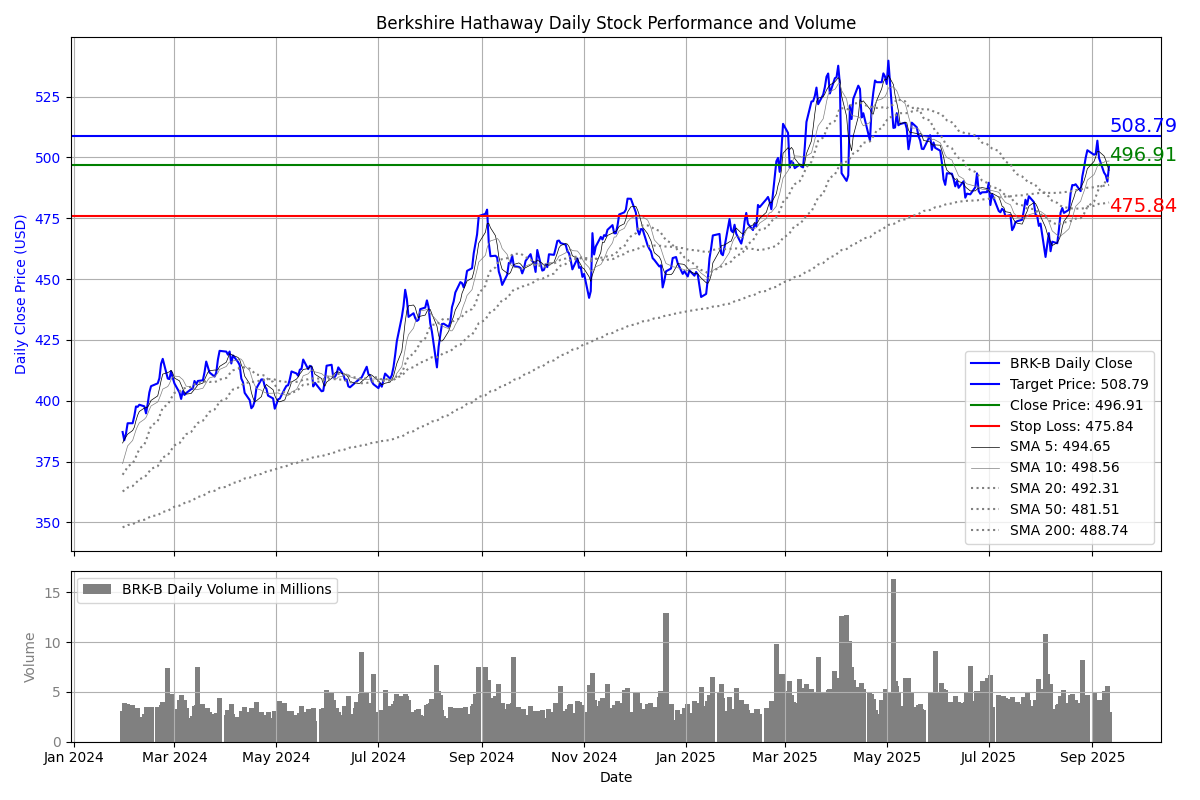 Berkshire Hathaway Daily Stock Performance and Volume
Daily Close Price (USD)
525
500
475
450
425
400
375
350
508.79
496.91
475.84
BRK-B Daily Close
Target Price: 508.79
Close Price: 496.91
Stop Loss: 475.84
SMA 5: 494.65
SMA 10: 498.56
SMA 20: 492.31
SMA 50: 481.51
SMA 200: 488.74
Volume
15
10
5
0
BRK-B Daily Volume in Millions
Jan 2024 Mar 2024 May 2024 Jul 2024 Sep 2024 Nov 2024 Jan 2025 Mar 2025 May 2025 Jul 2025 Sep 2025
Date